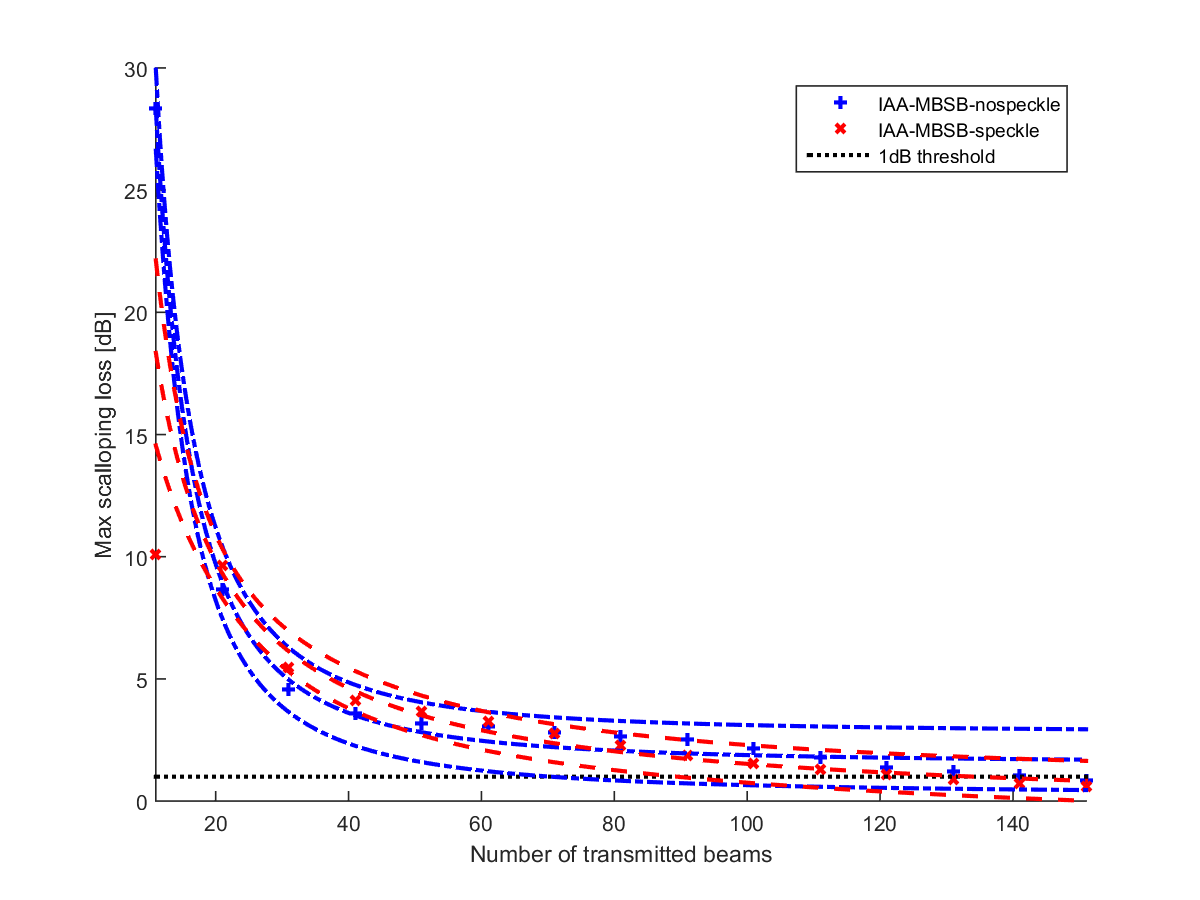 30
25
20
15
10
5
0
Max scalloping loss [dB]
IAA-MBSB-nospeckle
IAA-MBSB-speckle
1dB threshold
20 40 60 80 100 120 140
Number of transmitted beams